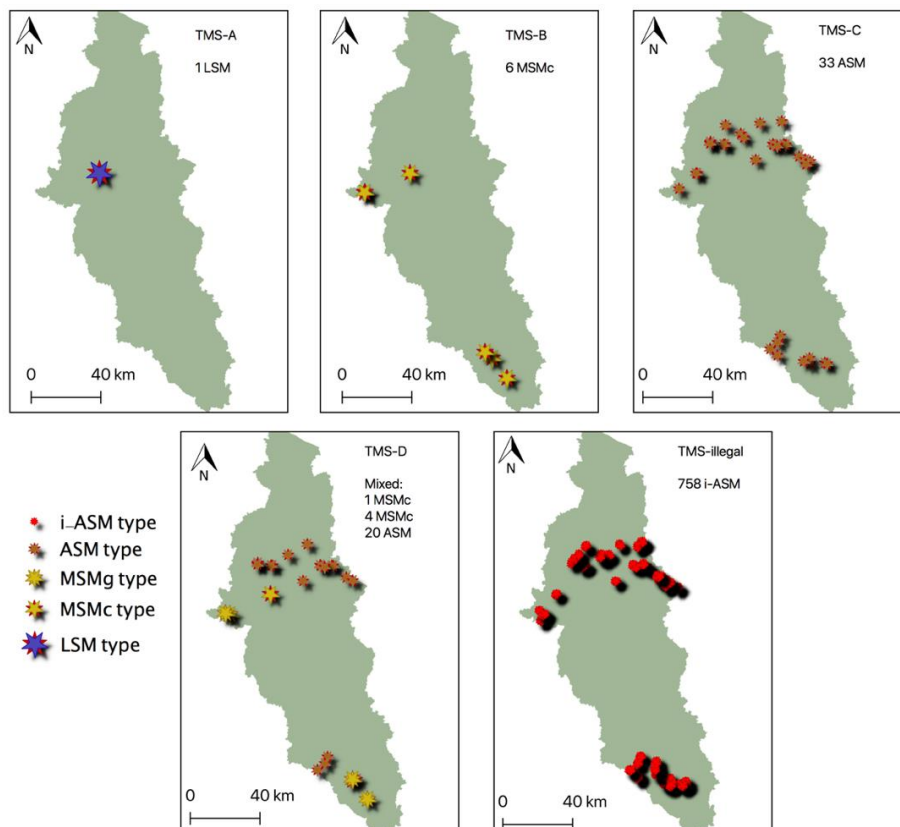 N
TMS-A
1 LSM
0 40 km
N
TMS-B
6 MSMc
0 40 km
N
TMS-C
33 ASM
0 40 km
i_ASM type
ASM type
MSMg type
MSMc type
LSM type
N
TMS-D
Mixed:
1 MSMc
4 MSMc
20 ASM
0 40 km
N
TMS-illegal
758 i-ASM
0 40 km